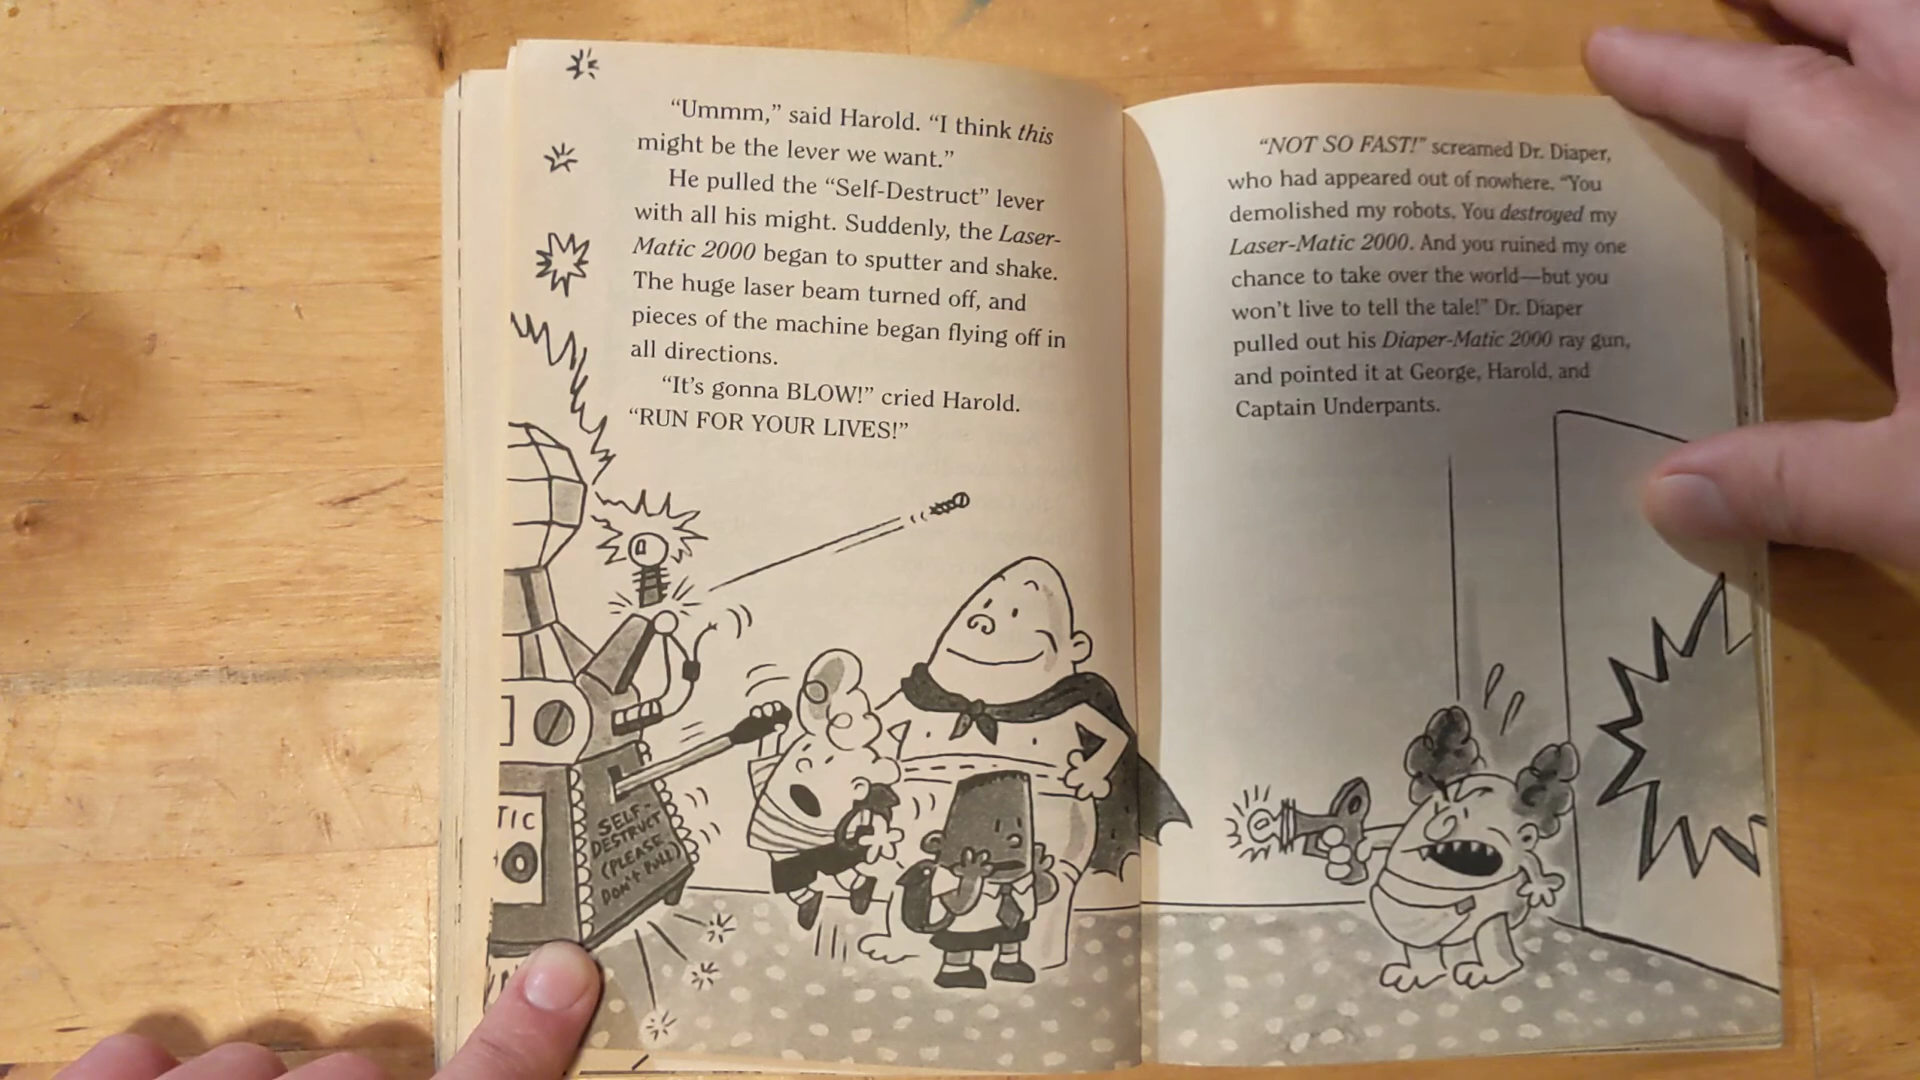 “Ummm,” said Harold. “I think this
might be the lever we want.”
He pulled the “Self-Destruct” lever
with all his might. Suddenly, the Laser-
Matic 2000 began to sputter and shake.
The huge laser beam turned off, and
pieces of the machine began flying off in
all directions.
“It’s gonna BLOW!” cried Harold.
“RUN FOR YOUR LIVES!”
TIC
SELF-
DESTRUCT
(PLEASE
DON'T PULL)
“NOT SO FAST!” screamed Dr. Diaper,
who had appeared out of nowhere. “You
demolished my robots. You destroyed my
Laser-Matic 2000. And you ruined my one
chance to take over the world—but you
won’t live to tell the tale!” Dr. Diaper
pulled out his Diaper-Matic 2000 ray gun,
and pointed it at George, Harold, and
Captain Underpants.